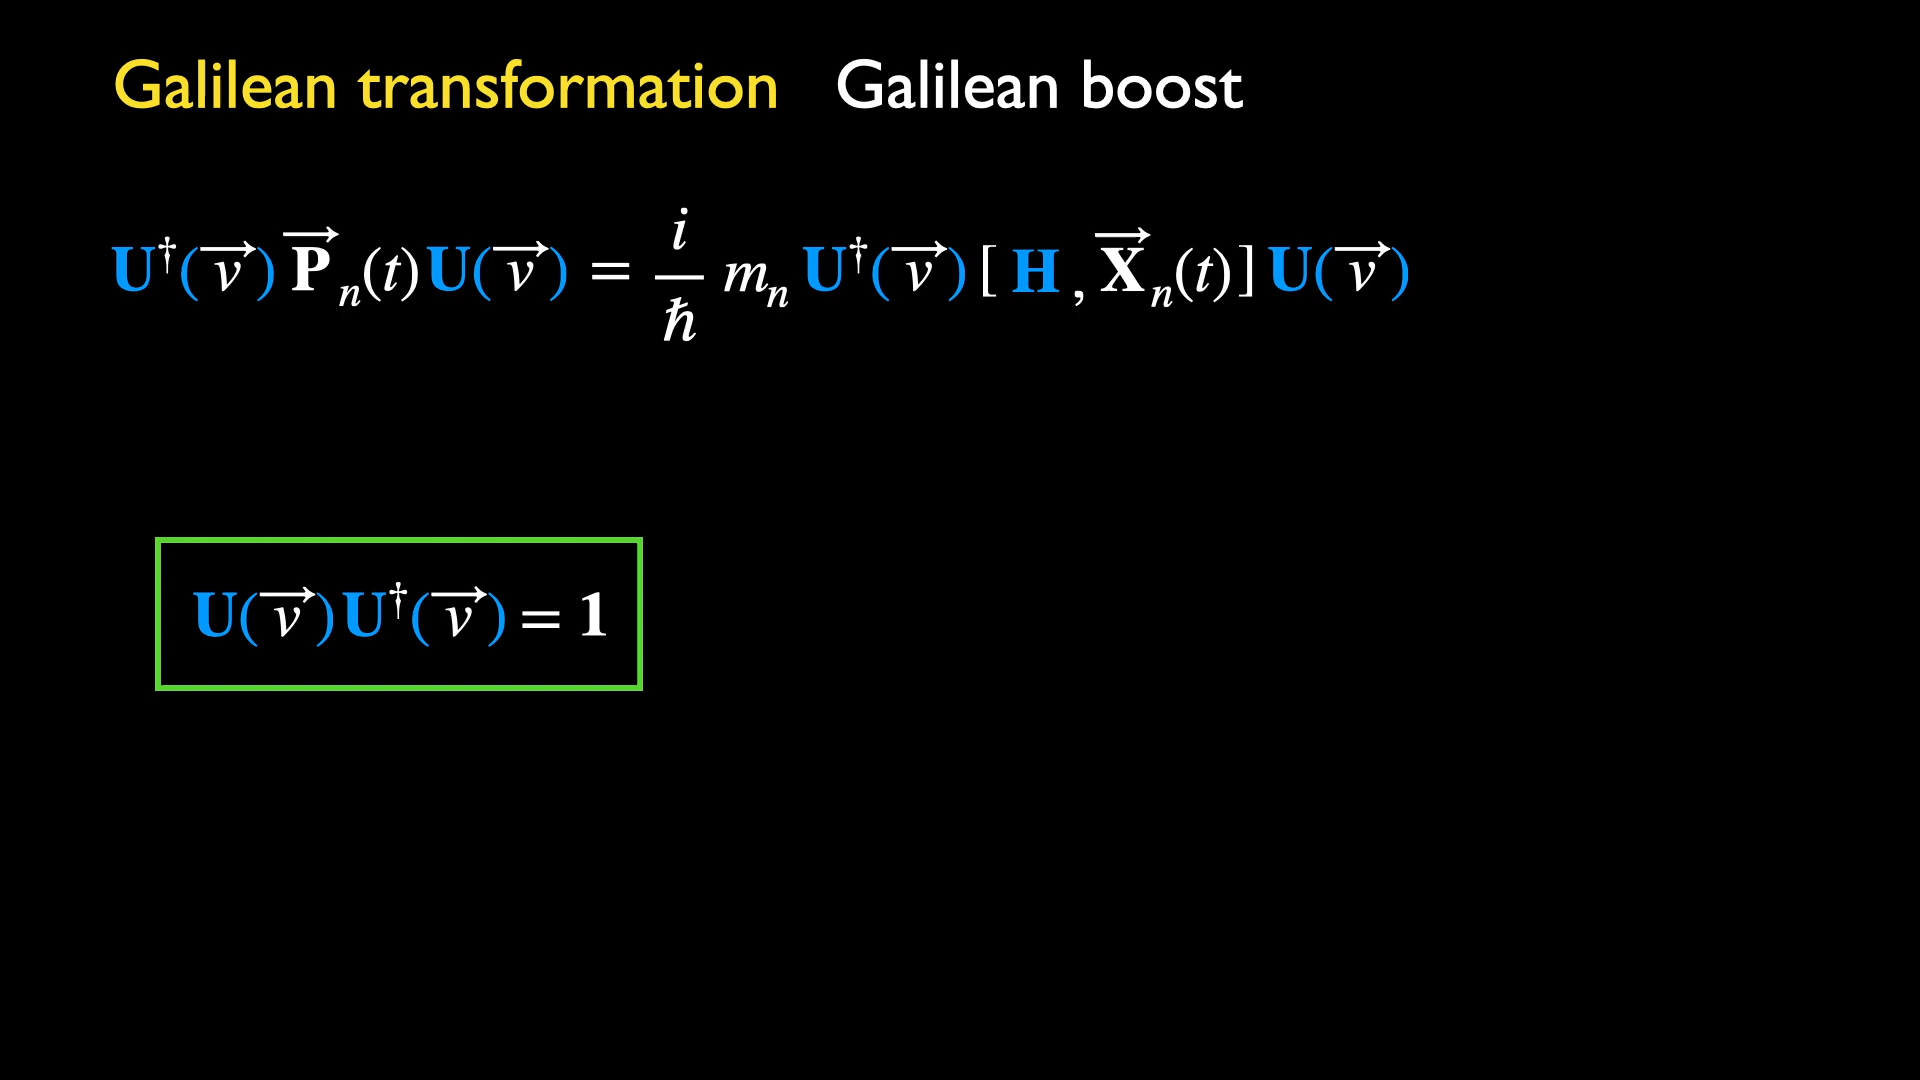 Galilean transformation Galilean boost
U†(v⃗) P⃗ₙ(t) U(v⃗) = i/ℏ mₙ U†(v⃗) [ H , X⃗ₙ(t) ] U(v⃗)
U(v⃗) U†(v⃗) = 1